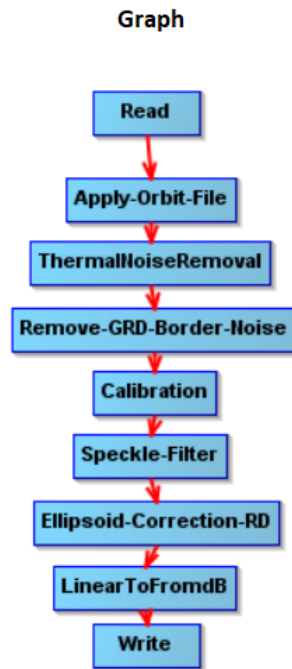 Graph
Read
Apply-Orbit-File
ThermalNoiseRemoval
Remove-GRD-Border-Noise
Calibration
Speckle-Filter
Ellipsoid-Correction-RD
LinearToFromdB
Write